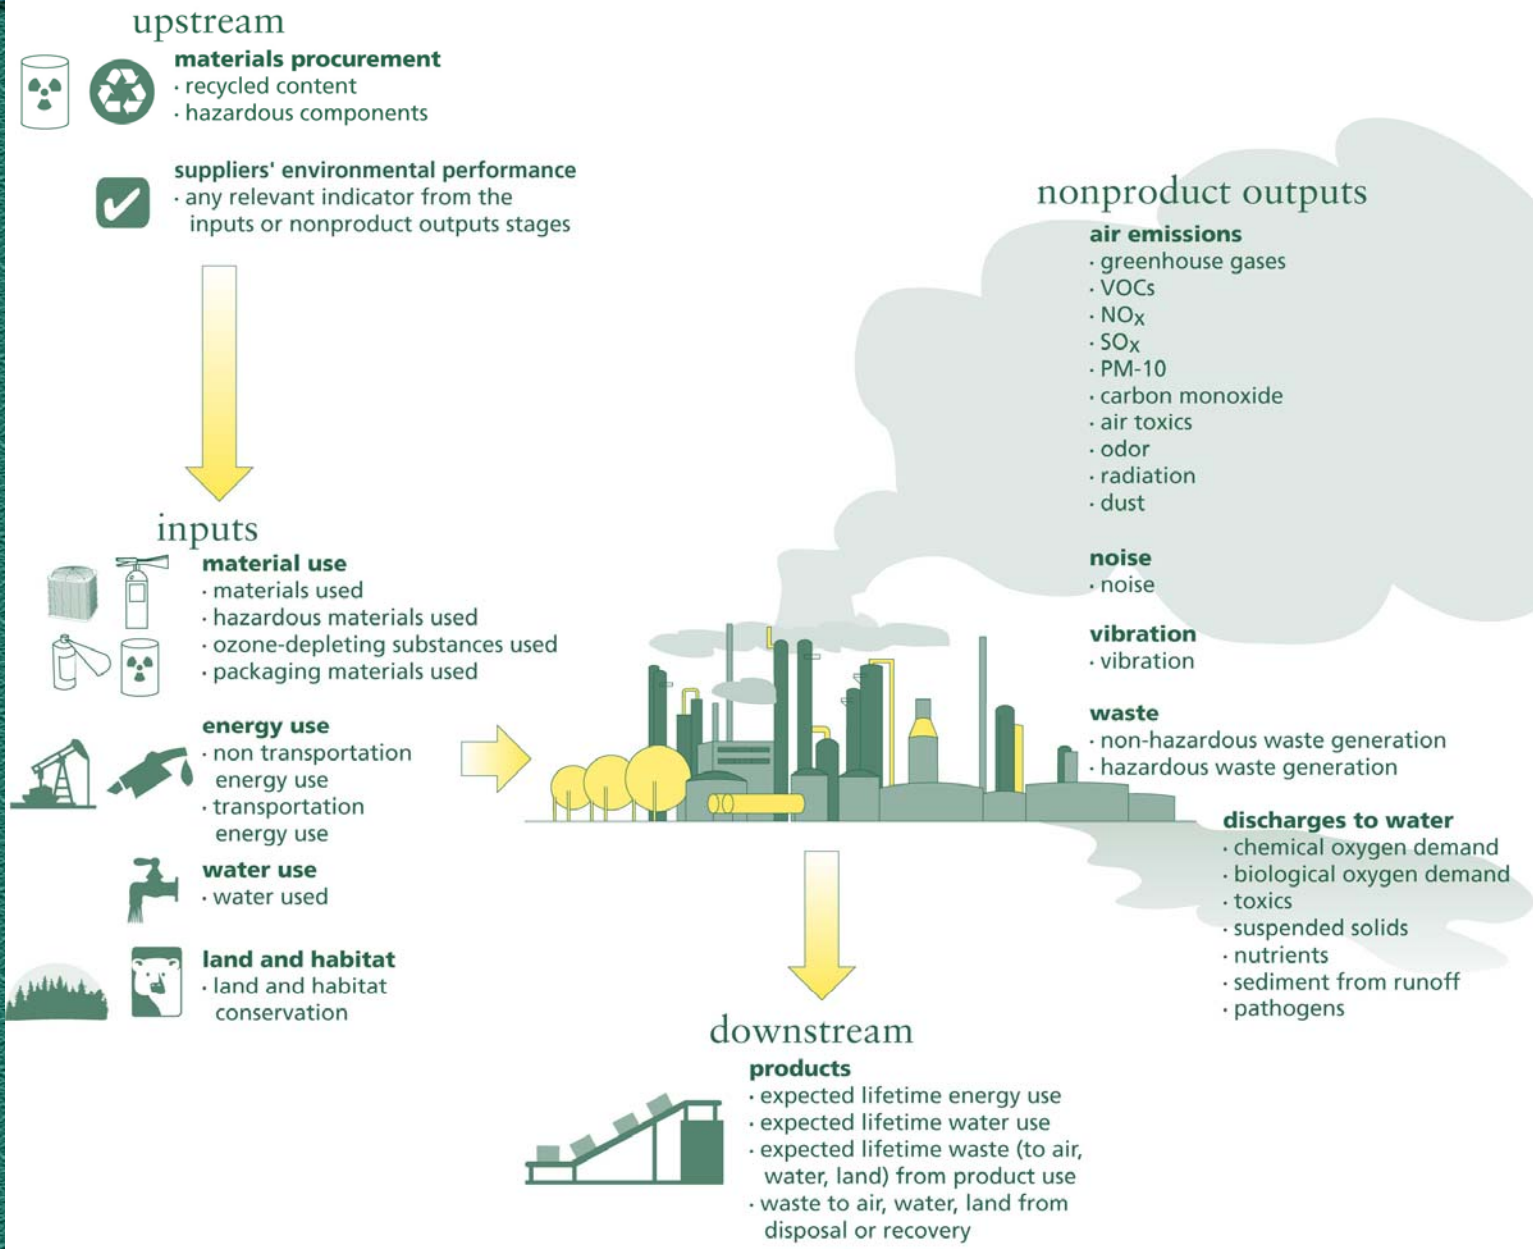 upstream
materials procurement
· recycled content
· hazardous components
suppliers' environmental performance
· any relevant indicator from the
inputs or nonproduct outputs stages
inputs
material use
· materials used
· hazardous materials used
· ozone-depleting substances used
· packaging materials used
energy use
· non transportation
energy use
· transportation
energy use
water use
· water used
land and habitat
· land and habitat
conservation
nonproduct outputs
air emissions
· greenhouse gases
· VOCs
· NOx
· SOx
· PM-10
· carbon monoxide
· air toxics
· odor
· radiation
· dust
noise
· noise
vibration
· vibration
waste
· non-hazardous waste generation
· hazardous waste generation
discharges to water
· chemical oxygen demand
· biological oxygen demand
· toxics
· suspended solids
· nutrients
· sediment from runoff
· pathogens
downstream
products
· expected lifetime energy use
· expected lifetime water use
· expected lifetime waste (to air,
water, land) from product use
· waste to air, water, land from
disposal or recovery